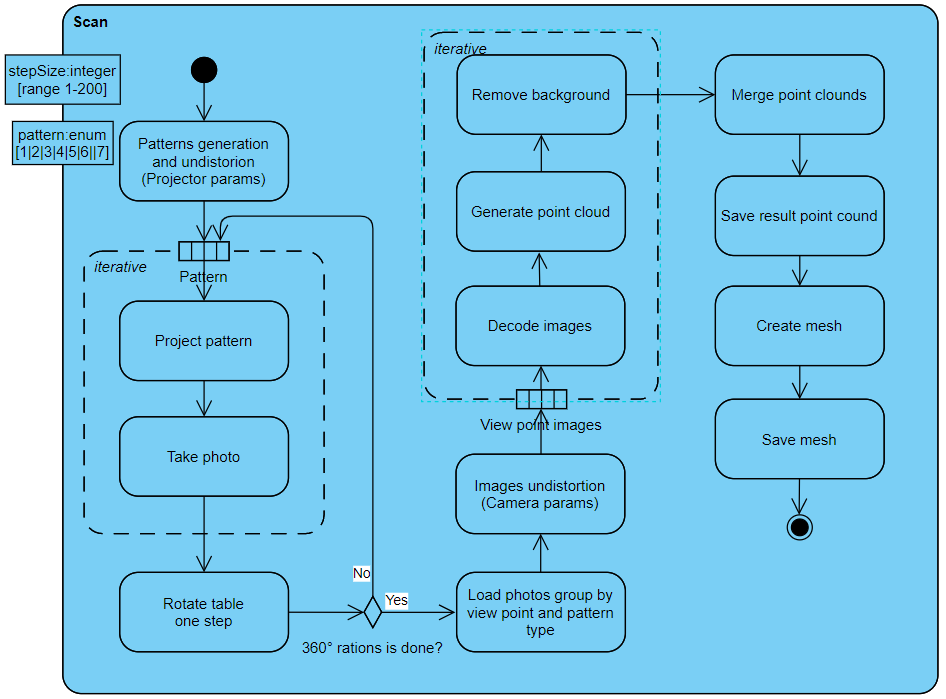 Scan
stepSize:integer
[range 1-200]
pattern:enum
[1|2|3|4|5|6||7]
Patterns generation
and undistorion
(Projector params)
iterative
Pattern
Project pattern
Take photo
Rotate table
one step
No
Yes
360° rations is done?
Load photos group by
view point and pattern
type
Images undistortion
(Camera params)
View point images
iterative
Decode images
Generate point cloud
Remove background
Merge point clounds
Save result point cound
Create mesh
Save mesh